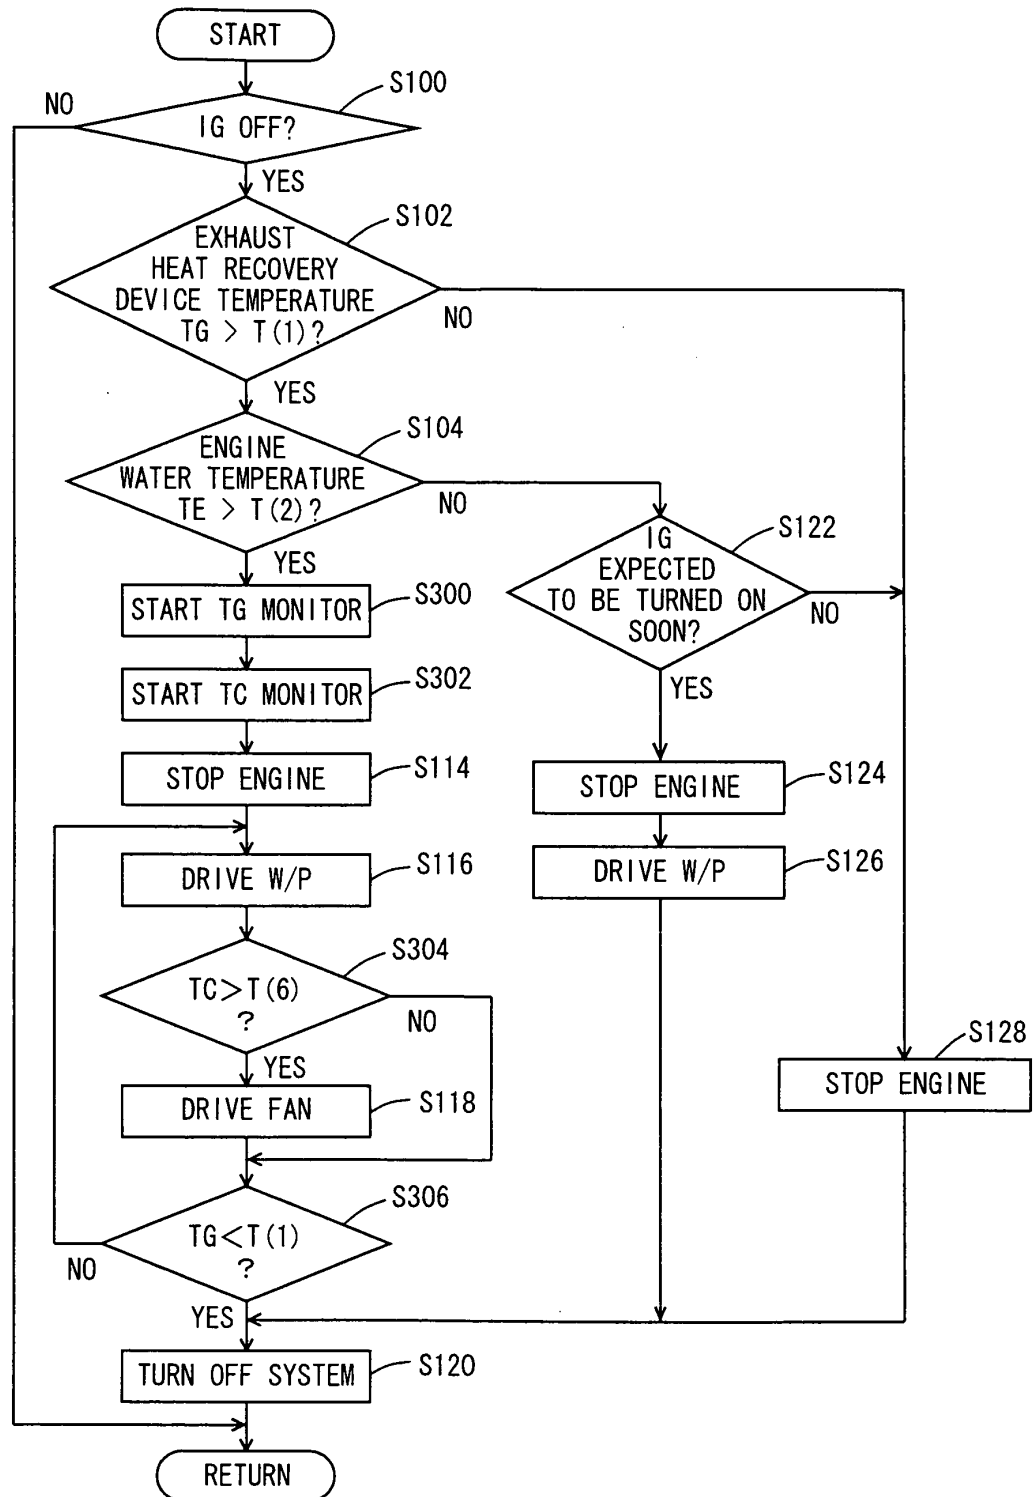 START
S100
NO
IG OFF?
YES
S102
EXHAUST
HEAT RECOVERY
DEVICE TEMPERATURE
TG > T(1)?
NO
YES
S104
ENGINE
WATER TEMPERATURE
TE > T(2)?
NO
YES
S122
IG
EXPECTED
TO BE TURNED ON
SOON?
NO
YES
S300
START TG MONITOR
S302
START TC MONITOR
S114
STOP ENGINE
S124
STOP ENGINE
S116
DRIVE W/P
S126
DRIVE W/P
S304
TC>T(6)
?
NO
YES
S118
DRIVE FAN
S128
STOP ENGINE
S306
TG<T(1)
?
NO
YES
S120
TURN OFF SYSTEM
RETURN